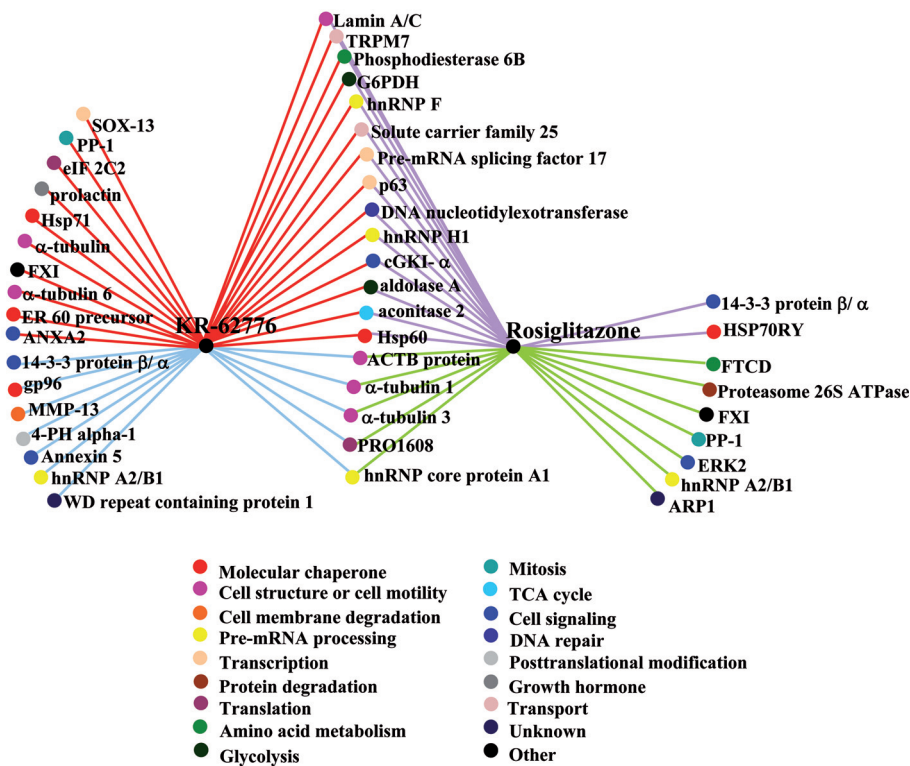 Lamin A/C
TRPM7
Phosphodiesterase 6B
G6PDH
hnRNP F
Solute carrier family 25
Pre-mRNA splicing factor 17
p63
DNA nucleotidylexotransferase
hnRNP H1
cGKI- α
aldolase A
aconitase 2
Hsp60
ACTB protein
α-tubulin 1
α-tubulin 3
PRO1608
hnRNP core protein A1
SOX-13
PP-1
eIF 2C2
prolactin
Hsp71
α-tubulin
FXI
α-tubulin 6
ER 60 precursor
ANXA2
14-3-3 protein β/ α
gp96
MMP-13
4-PH alpha-1
Annexin 5
hnRNP A2/B1
WD repeat containing protein 1
KR-62776
Rosiglitazone
14-3-3 protein β/ α
HSP70RY
FTCD
Proteasome 26S ATPase
FXI
PP-1
ERK2
hnRNP A2/B1
ARP1
Molecular chaperone
Cell structure or cell motility
Cell membrane degradation
Pre-mRNA processing
Transcription
Protein degradation
Translation
Amino acid metabolism
Glycolysis
Mitosis
TCA cycle
Cell signaling
DNA repair
Posttranslational modification
Growth hormone
Transport
Unknown
Other